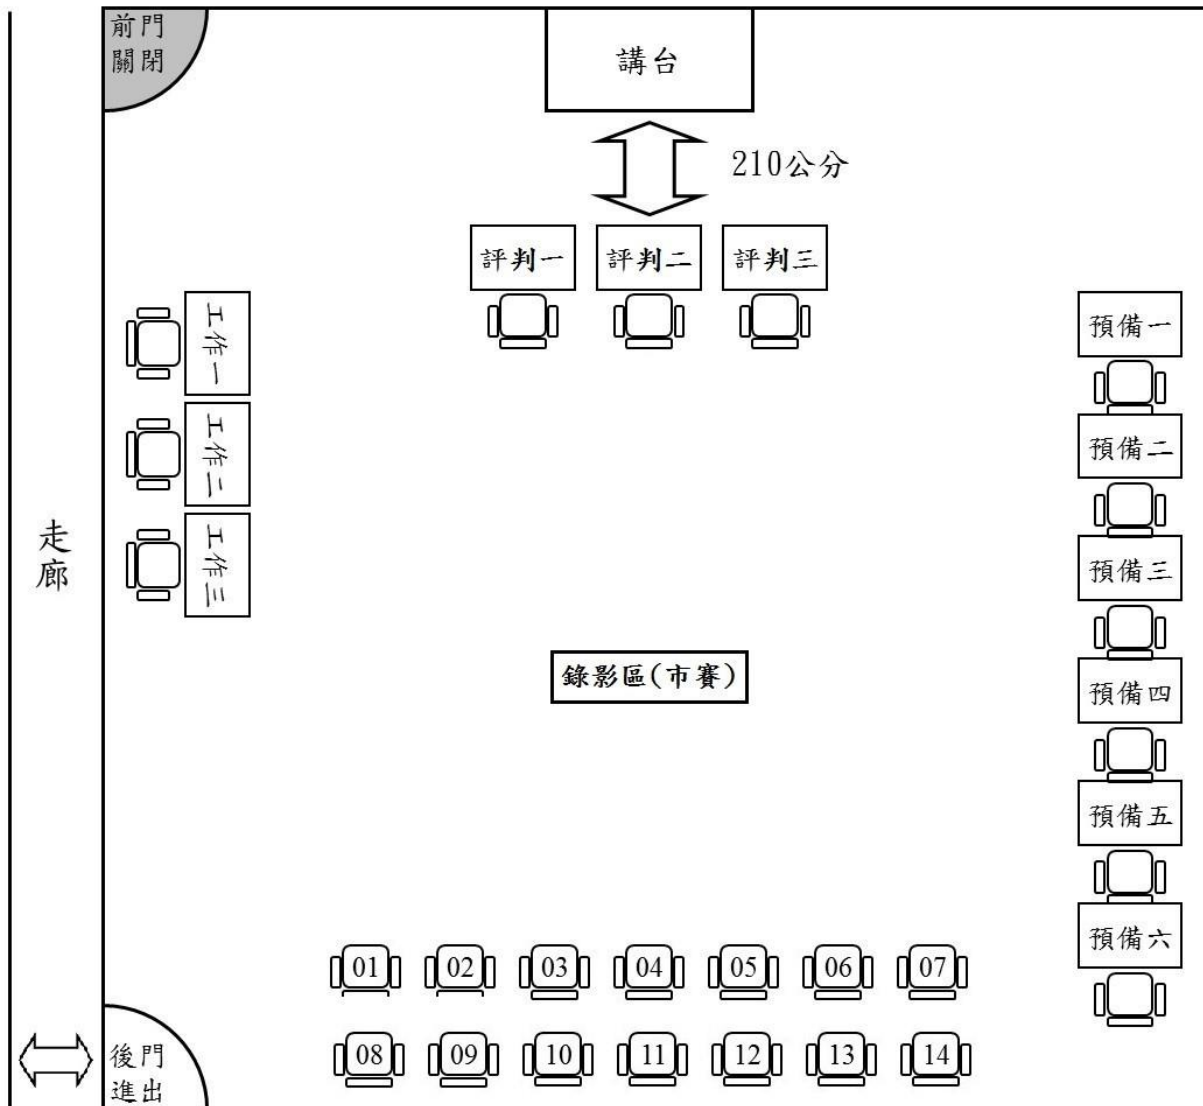 前門
關閉
講台
210公分
評判一
評判二
評判三
工作一
工作二
工作三
預備一
預備二
預備三
預備四
預備五
預備六
走廊
錄影區(市賽)
01
02
03
04
05
06
07
08
09
10
11
12
13
14
後門
進出